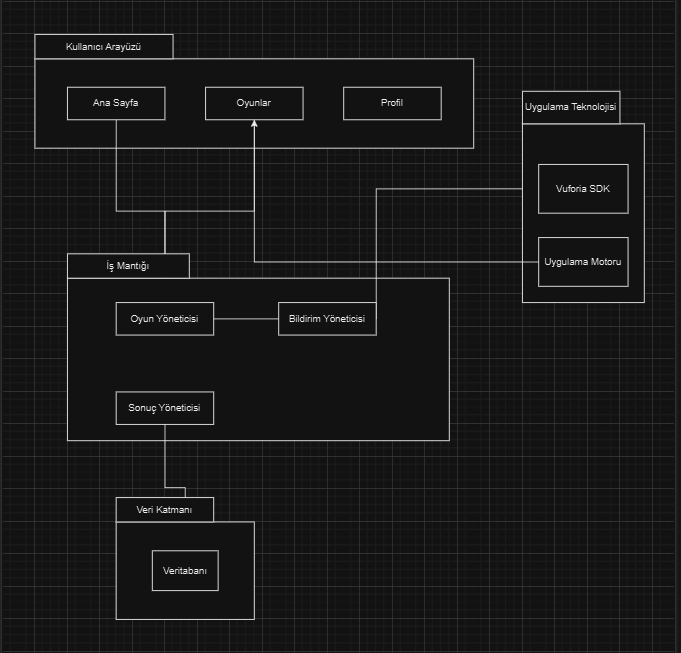 Kullanıcı Arayüzü
Ana Sayfa
Oyunlar
Profil
Uygulama Teknolojisi
Vuforia SDK
Uygulama Motoru
İş Mantığı
Oyun Yöneticisi
Bildirim Yöneticisi
Sonuç Yöneticisi
Veri Katmanı
Veritabanı